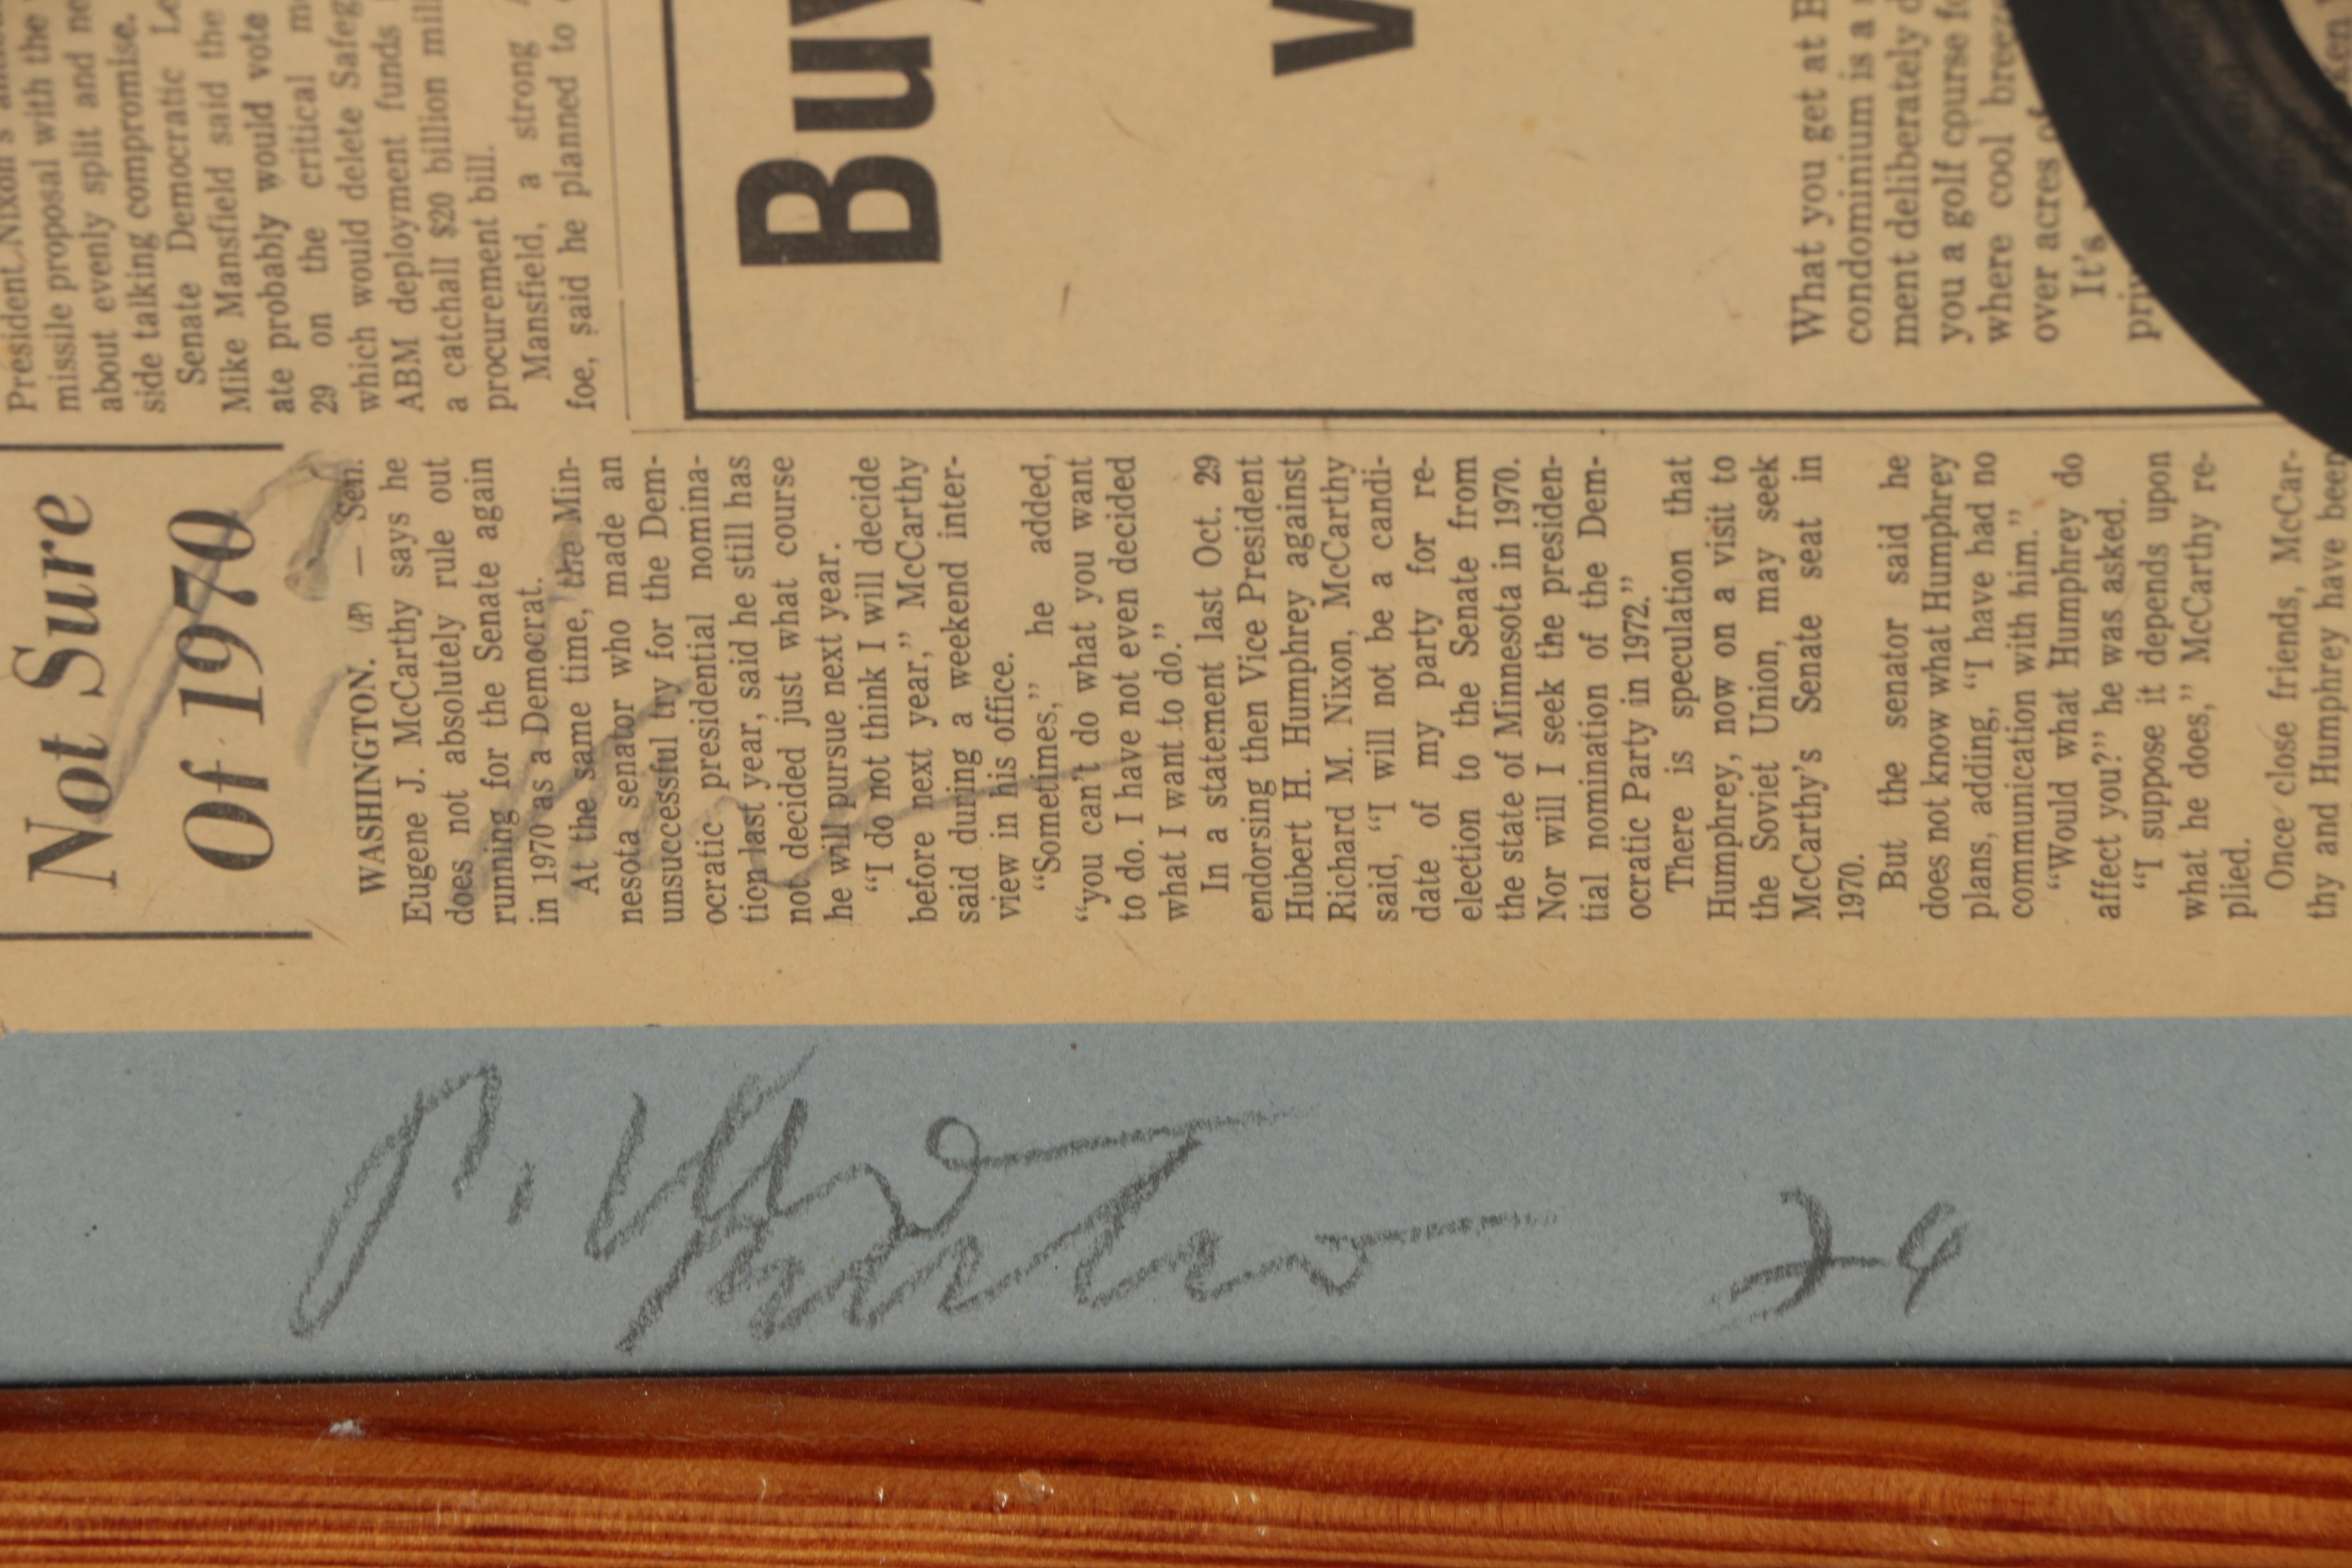 President Nixon's
missile proposal with the
about evenly split and
side talking compromise.
Senate Democratic
Mike Mansfield said the
ate probably would vote
29 on the critical
which would delete
ABM deployment funds
a catchall $20 billion
procurement bill.
Mansfield, a strong
foe, said he planned to
Not Sure
Of 1970
WASHINGTON. (AP) — Sen.
Eugene J. McCarthy says he
does not absolutely rule out
running for the Senate again
in 1970 as a Democrat.
At the same time, the Min-
nesota senator who made an
unsuccessful try for the Dem-
ocratic presidential nomina-
tion last year, said he still has
not decided just what course
he will pursue next year.
“I do not think I will decide
before next year,” McCarthy
said during a weekend inter-
view in his office.
“Sometimes,” he added,
“you can’t do what you want
to do. I have not even decided
what I want to do.”
In a statement last Oct. 29
endorsing then Vice President
Hubert H. Humphrey against
Richard M. Nixon, McCarthy
said, “I will not be a candi-
date of my party for re-
election to the Senate from
the state of Minnesota in 1970.
Nor will I seek the presiden-
tial nomination of the Dem-
ocratic Party in 1972.”
There is speculation that
Humphrey, now on a visit to
the Soviet Union, may seek
McCarthy’s Senate seat in
1970.
But the senator said he
does not know what Humphrey
plans, adding, “I have had no
communication with him.”
“Would what Humphrey do
affect you?” he was asked.
“I suppose it depends upon
what he does,” McCarthy re-
plied.
Once close friends, McCar-
thy and Humphrey have been
Buy
What you get at
condominium is a
ment deliberately
you a golf course
where cool
over acres of
It's